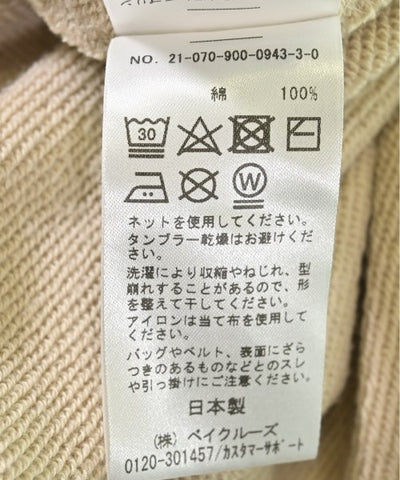 NO. 21-070-900-0943-3-0
綿 100%
30
W
ネットを使用してください。
タンブラー乾燥はお避けくださ
い。
洗濯により収縮やねじれ、型
崩れすることがあるので、形
を整えて干してください。
アイロンは当て布を使用してく
ださい。
バッグやベルト、表面にざら
つきのあるものなどとのスレ
や引っ掛けにご注意ください。
日本製
(株) ベイクルーズ
0120-301457/カスタマーサポート